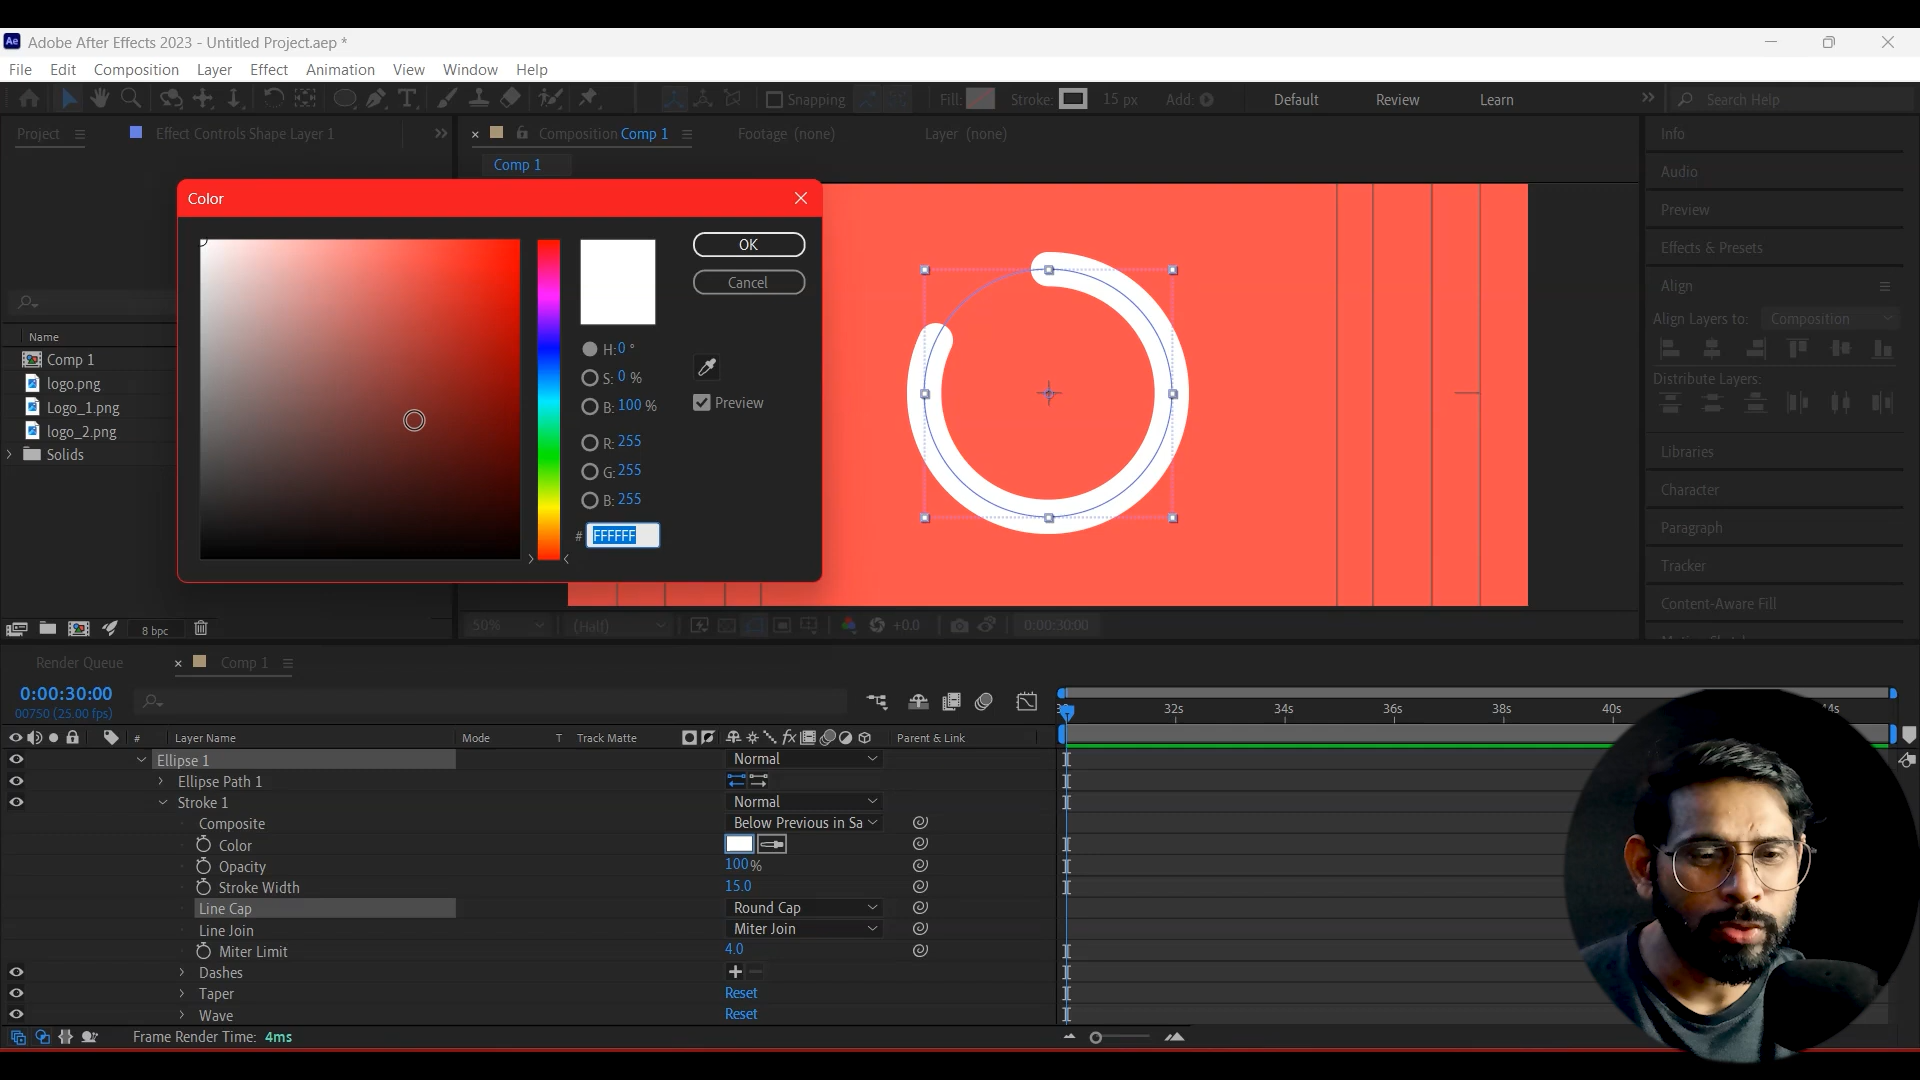 Ae Adobe After Effects 2023 - Untitled Project.aep *
File Edit Composition Layer Effect Animation View Window Help
Snapping Fill: Stroke: 15 px Add: Default Review Learn Search Help
Project Effect Controls Shape Layer 1 Composition Comp 1 Footage (none) Layer (none) Info
Comp 1
Audio
Preview
Effects & Presets
Align
Align Layers to: Composition
Distribute Layers:
Libraries
Character
Paragraph
Tracker
Content-Aware Fill
Color
OK
Cancel
H: 0 °
S: 0 %
B: 100 %
Preview
R: 255
G: 255
B: 255
# FFFFFF
Name
Comp 1
logo.png
Logo_1.png
logo_2.png
Solids
8 bpc
50% (Half) +0.0 0:00:30:00
Render Queue Comp 1
0:00:30:00
00750 (25.00 fps)
32s 34s 36s 38s 40s
# Layer Name Mode T Track Matte fx Parent & Link
Ellipse 1 Normal
Ellipse Path 1
Stroke 1 Normal
Composite Below Previous in Sa
Color
Opacity 100%
Stroke Width 15.0
Line Cap Round Cap
Line Join Miter Join
Miter Limit 4.0
Dashes
Taper Reset
Wave Reset
Frame Render Time: 4ms